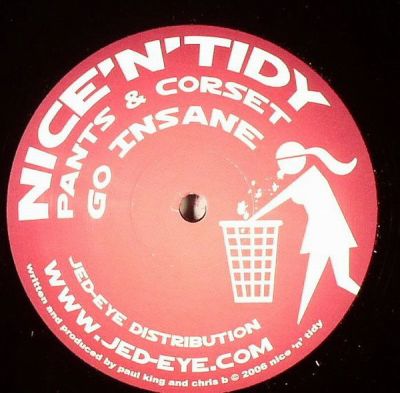 NICE'N'TIDY
PANTS & CORSET
GO INSANE
JED-EYE DISTRIBUTION
WWW.JED-EYE.COM
written and produced by paul king and chris b © 2006 nice 'n' tidy